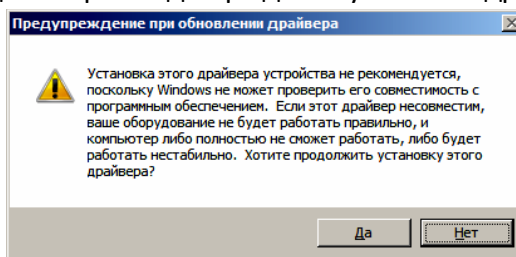 Предупреждение при обновлении драйвера
Установка этого драйвера устройства не рекомендуется,
поскольку Windows не может проверить его совместимость с
программным обеспечением. Если этот драйвер несовместим,
ваше оборудование не будет работать правильно, и
компьютер либо полностью не сможет работать, либо будет
работать нестабильно. Хотите продолжить установку этого
драйвера?
Да
Нет